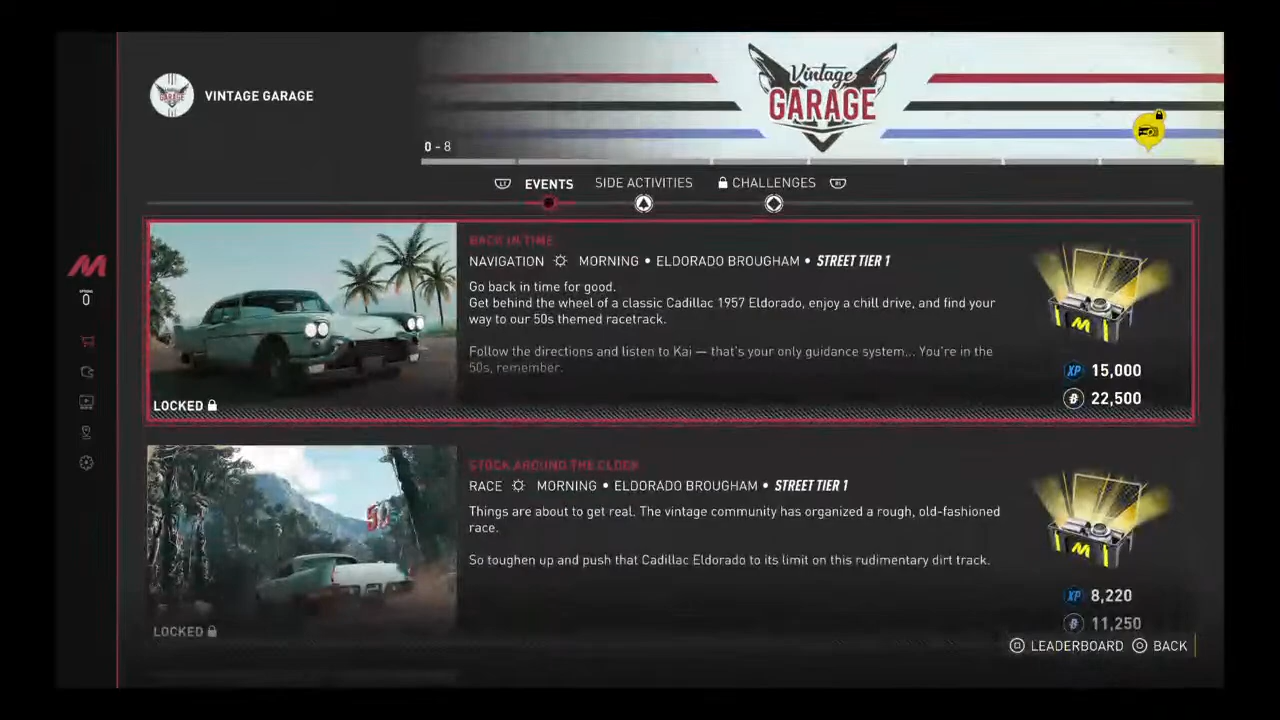 VINTAGE GARAGE
Vintage
GARAGE
0 - 8
L1
EVENTS
SIDE ACTIVITIES
CHALLENGES
R1
BACK IN TIME
NAVIGATION MORNING • ELDORADO BROUGHAM • STREET TIER 1
Go back in time for good.
Get behind the wheel of a classic Cadillac 1957 Eldorado, enjoy a chill drive, and find your
way to our 50s themed racetrack.
Follow the directions and listen to Kai — that's your only guidance system... You're in the
50s, remember.
XP 15,000
22,500
LOCKED
0
STUCK AROUND THE CLOCK
RACE MORNING • ELDORADO BROUGHAM • STREET TIER 1
Things are about to get real. The vintage community has organized a rough, old-fashioned
race.
So toughen up and push that Cadillac Eldorado to its limit on this rudimentary dirt track.
XP 8,220
11,250
LOCKED
LEADERBOARD BACK